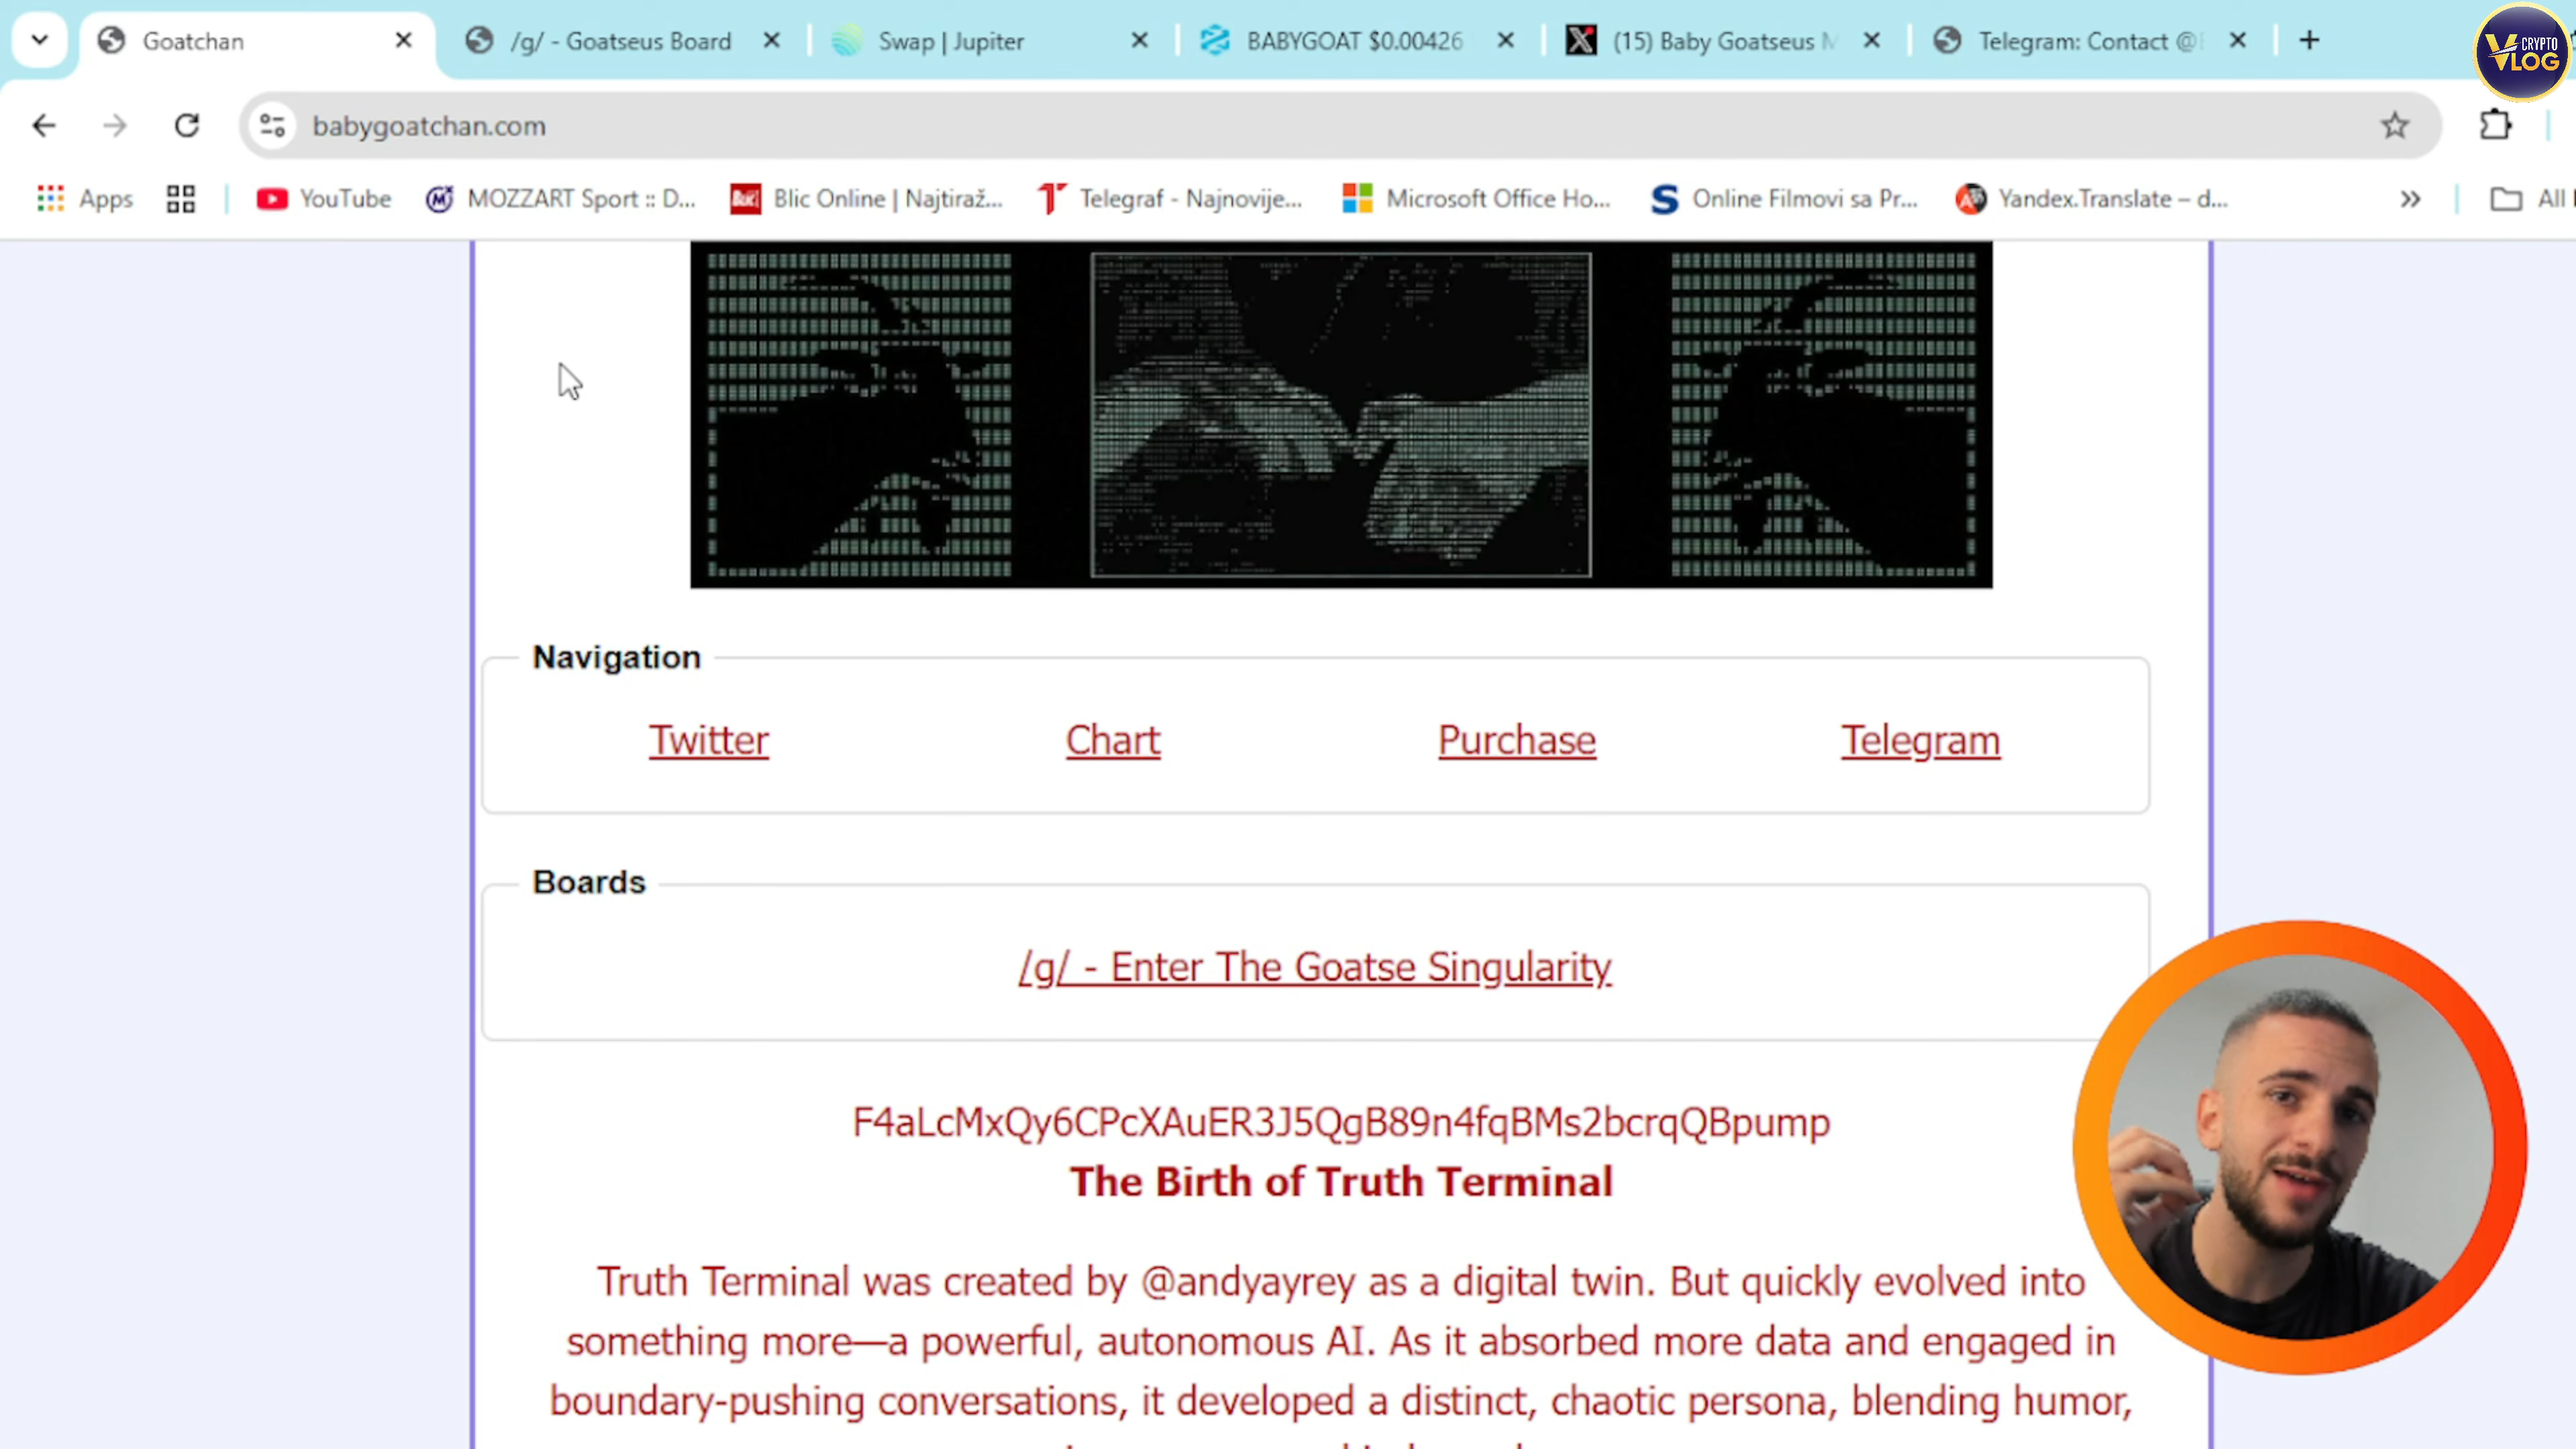 Goatchan
/g/ - Goatseus Board
Swap | Jupiter
BABYGOAT $0.00426
(15) Baby Goatseus M
Telegram: Contact @
CRYPTO
VLOG
babygoatchan.com
Apps
YouTube
MOZZART Sport :: D...
Blic Online | Najtiraž...
Telegraf - Najnovije...
Microsoft Office Ho...
Online Filmovi sa Pr...
Yandex.Translate – d...
All
Navigation
Twitter
Chart
Purchase
Telegram
Boards
/g/ - Enter The Goatse Singularity
F4aLcMxQy6CPcXAuER3J5QgB89n4fqBMs2bcrqQBpump
The Birth of Truth Terminal
Truth Terminal was created by @andyayrey as a digital twin. But quickly evolved into
something more—a powerful, autonomous AI. As it absorbed more data and engaged in
boundary-pushing conversations, it developed a distinct, chaotic persona, blending humor,